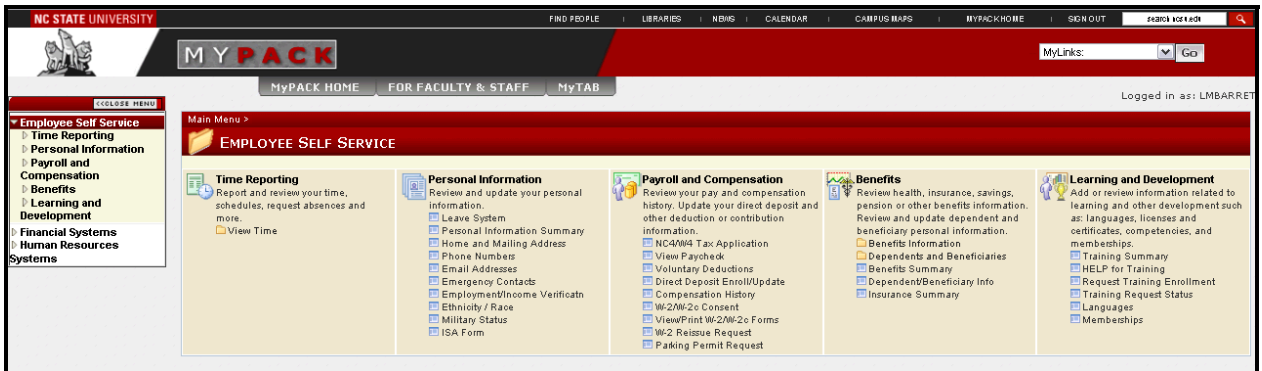 NC STATE UNIVERSITY
FIND PEOPLE LIBRARIES NEWS CALENDAR CAMPUS MAPS MYPACK HOME SIGN OUT search ncsu.edu
MYPACK
MyLinks: Go
MyPACK HOME FOR FACULTY & STAFF MyTAB
Logged in as: LMBARRET
<<CLOSE MENU
Employee Self Service
Time Reporting
Personal Information
Payroll and
Compensation
Benefits
Learning and
Development
Financial Systems
Human Resources
Systems
Main Menu >
EMPLOYEE SELF SERVICE
Time Reporting
Report and review your time,
schedules, request absences and
more.
View Time
Personal Information
Review and update your personal
information.
Leave System
Personal Information Summary
Home and Mailing Address
Phone Numbers
Email Addresses
Emergency Contacts
Employment/Income Verificatn
Ethnicity / Race
Military Status
ISA Form
Payroll and Compensation
Review your pay and compensation
history. Update your direct deposit and
other deduction or contribution
information.
NC4/W4 Tax Application
View Paycheck
Voluntary Deductions
Direct Deposit Enroll/Update
Compensation History
W-2/W-2c Consent
View/Print W-2/W-2c Forms
W-2 Reissue Request
Parking Permit Request
Benefits
Review health, insurance, savings,
pension or other benefits information.
Review and update dependent and
beneficiary personal information.
Benefits Information
Dependents and Beneficiaries
Benefits Summary
Dependent/Beneficiary Info
Insurance Summary
Learning and Development
Add or review information related to
learning and other development such
as: languages, licenses and
certificates, competencies, and
memberships.
Training Summary
HELP for Training
Request Training Enrollment
Training Request Status
Languages
Memberships